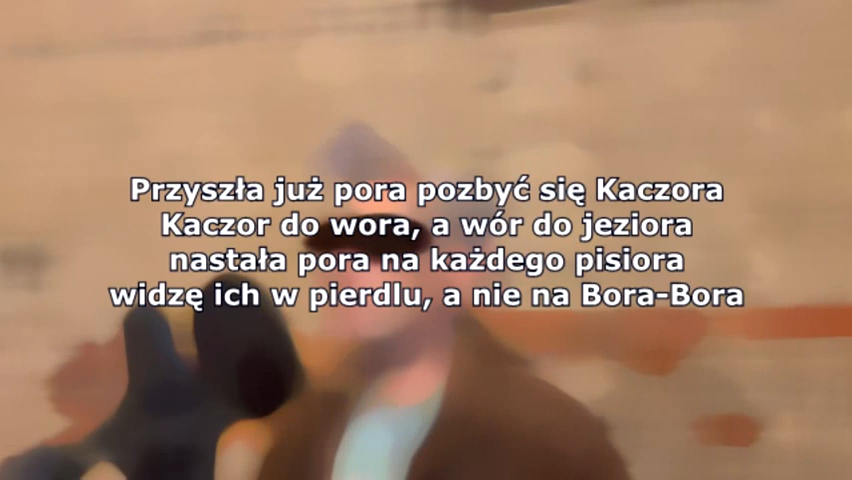 Przyszła już pora pozbyć się Kaczora
Kaczor do wora, a wór do jeziora
nastała pora na każdego pisiora
widzę ich w pierdlu, a nie na Bora-Bora